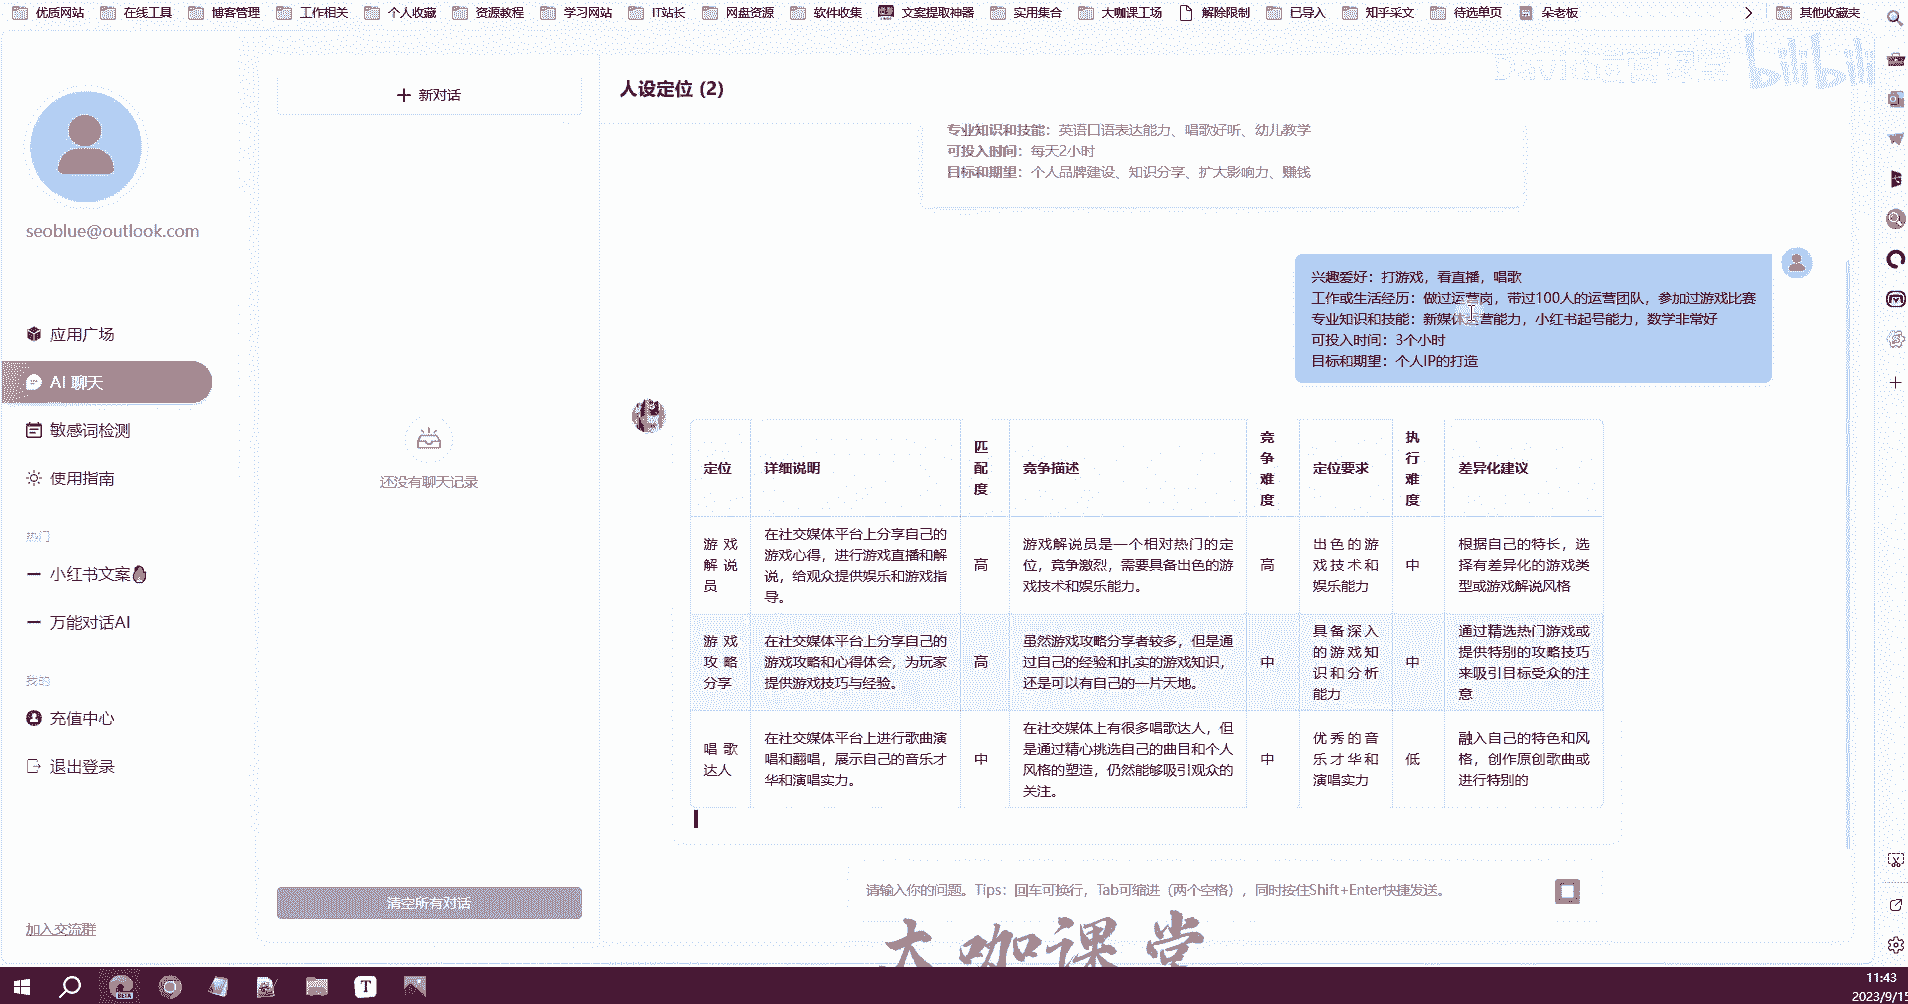 优质网站 在线工具 博客管理 工作相关 个人收藏 资源教程 学习网站 IT站长 网盘资源 软件收集 文案提取神器 实用集合 大咖课工场 解除限制 已导入 知乎采文 待选单页 朵老板 其他收藏夹
bilibili
seoblue@outlook.com
应用广场
AI 聊天
敏感词检测
使用指南
热门
小红书文案
万能对话AI
我的
充值中心
退出登录
加入交流群
新对话
还没有聊天记录
清空所有对话
人设定位 (2)
专业知识和技能：英语口语表达能力、唱歌好听、幼儿教学
可投入时间：每天2小时
目标和期望：个人品牌建设、知识分享、扩大影响力、赚钱
兴趣爱好：打游戏，看直播，唱歌
工作或生活经历：做过运营岗，带过100人的运营团队，参加过游戏比赛
专业知识和技能：新媒体运营能力，小红书起号能力，数学非常好
可投入时间：3个小时
目标和期望：个人IP的打造
定位 详细说明 匹配度 竞争描述 竞争难度 定位要求 执行难度 差异化建议
游戏解说员 在社交媒体平台上分享自己的游戏心得，进行游戏直播和解说，给观众提供娱乐和游戏指导。 高 游戏解说员是一个相对热门的定位，竞争激烈，需要具备出色的游戏技术和娱乐能力。 高 出色的游戏技术和娱乐能力 中 根据自己的特长，选择有差异化的游戏类型或游戏解说风格
游戏攻略分享 在社交媒体平台上分享自己的游戏攻略和心得体会，为玩家提供游戏技巧与经验。 高 虽然游戏攻略分享者较多，但是通过自己的经验和扎实的游戏知识，还是可以有自己的一片天地。 中 具备深入的游戏知识和分析能力 中 通过精选热门游戏或提供特别的攻略技巧来吸引目标受众的注意
唱歌达人 在社交媒体平台上进行歌曲演唱和翻唱，展示自己的音乐才华和演唱实力。 中 在社交媒体上有很多唱歌达人，但是通过精心挑选自己的曲目和个人风格的塑造，仍然能够吸引观众的关注。 中 优秀的音乐才华和演唱实力 低 融入自己的特色和风格，创作原创歌曲或进行特别的
请输入你的问题。Tips：回车可换行，Tab可缩进（两个空格），同时按住Shift+Enter快捷发送。
大咖课堂
11:43
2023/9/15